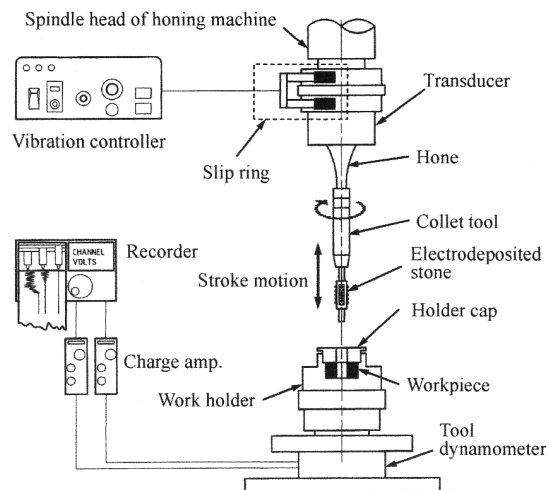 Spindle head of honing machine
Transducer
Vibration controller
Slip ring
Hone
Collet tool
Recorder
CHANNEL
VOLTS
Stroke motion
Electrodeposited
stone
Holder cap
Charge amp.
Workpiece
Work holder
Tool
dynamometer